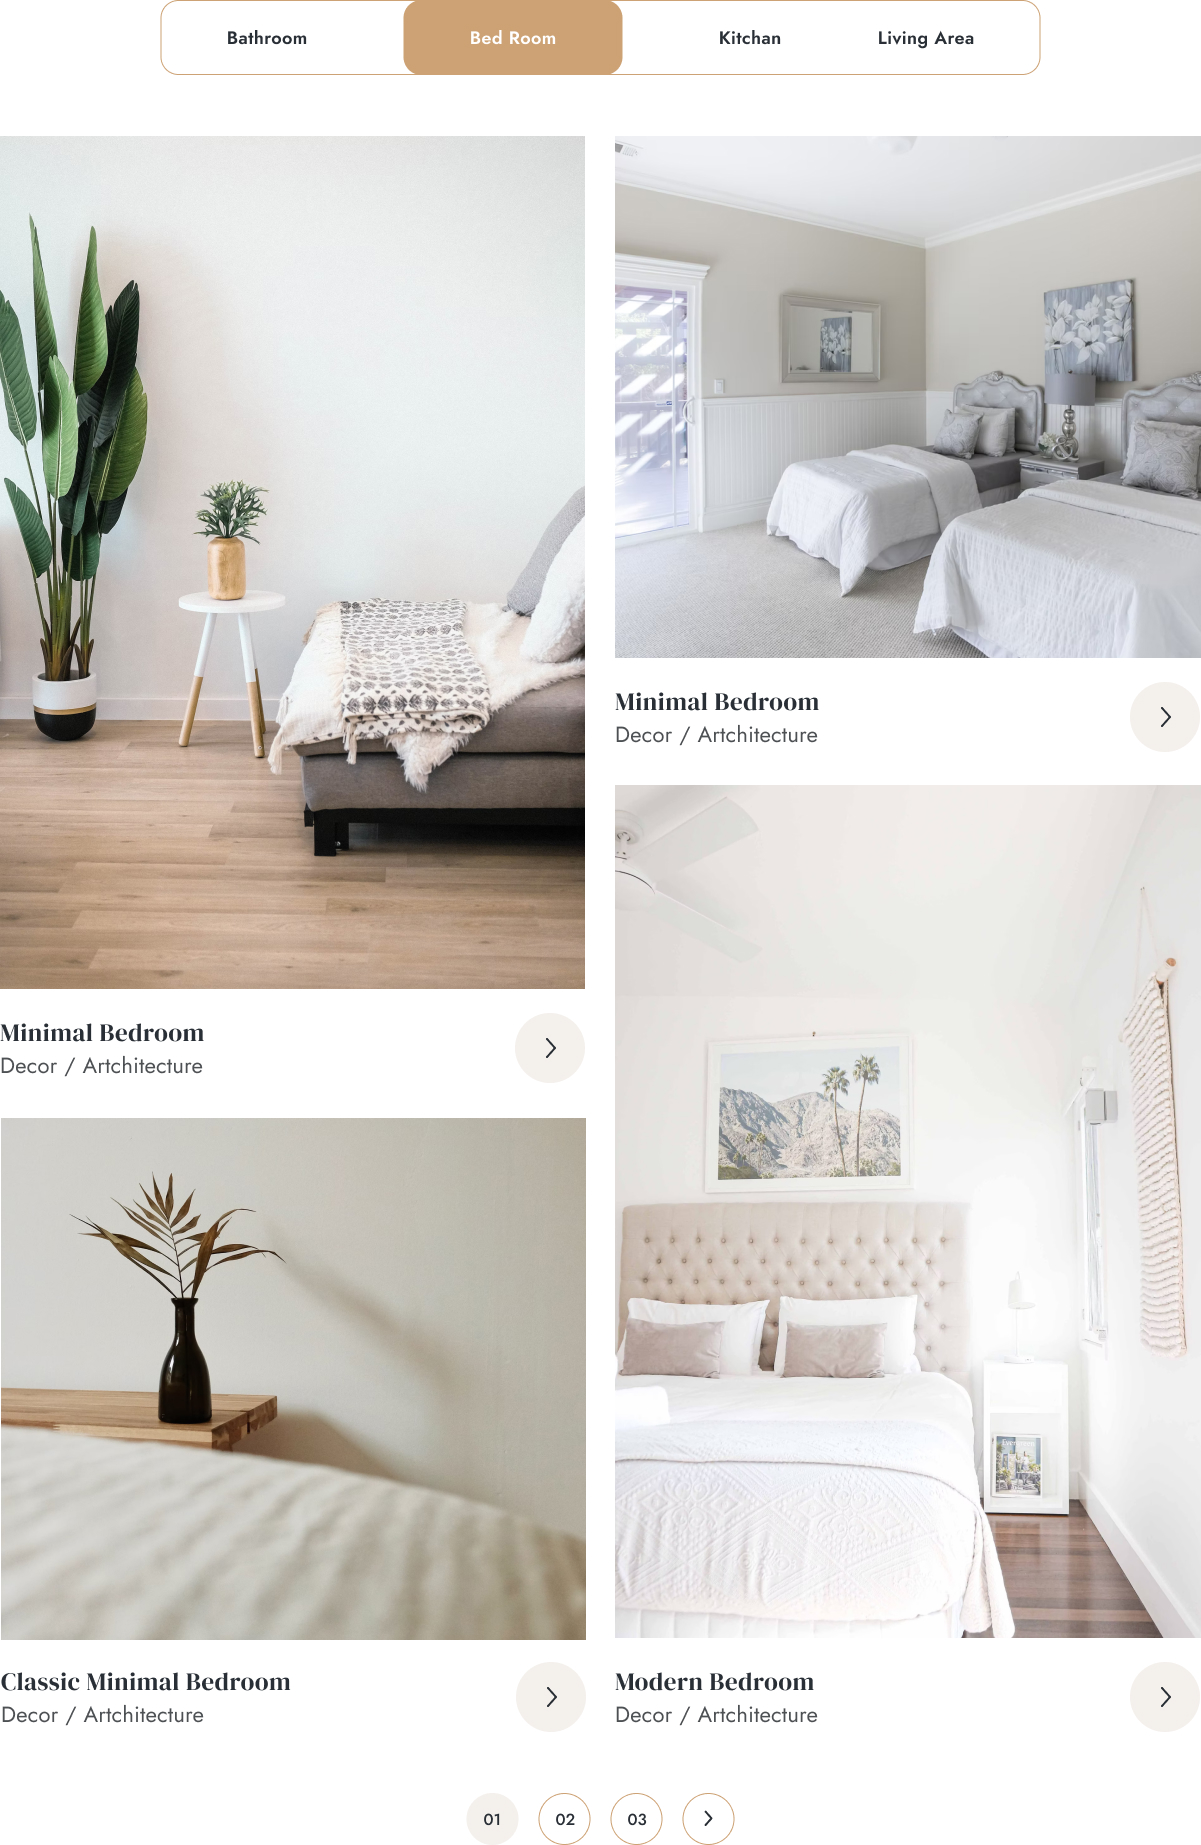 Bathroom
Bed Room
Kitchan
Living Area
Minimal Bedroom
Decor / Artchitecture
Minimal Bedroom
Decor / Artchitecture
Classic Minimal Bedroom
Decor / Artchitecture
Modern Bedroom
Decor / Artchitecture
01
02
03